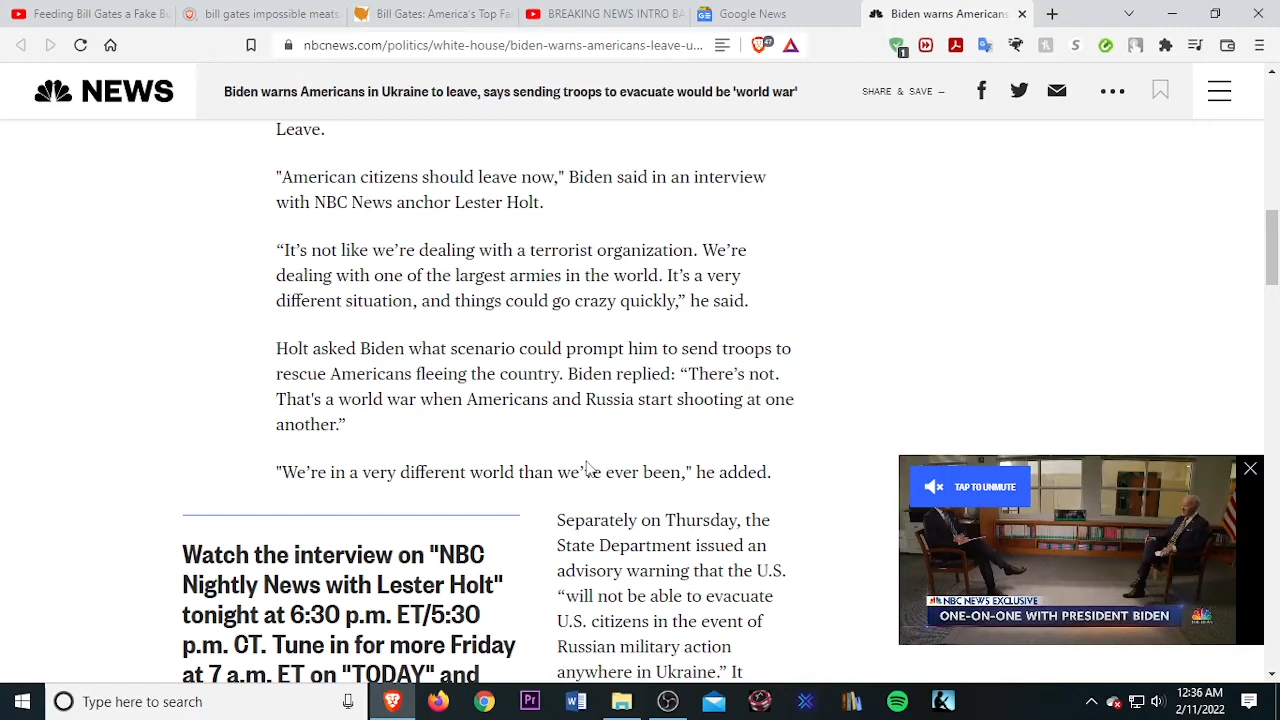 Feeding Bill Gates a Fake Bu
bill gates impossible meats
Bill Gates: America's Top Far
BREAKING NEWS INTRO BA
Google News
Biden warns Americans
nbcnews.com/politics/white-house/biden-warns-americans-leave-u...
1
NEWS
Biden warns Americans in Ukraine to leave, says sending troops to evacuate would be 'world war'
SHARE & SAVE —
Leave.
"American citizens should leave now," Biden said in an interview
with NBC News anchor Lester Holt.
“It’s not like we’re dealing with a terrorist organization. We’re
dealing with one of the largest armies in the world. It’s a very
different situation, and things could go crazy quickly,” he said.
Holt asked Biden what scenario could prompt him to send troops to
rescue Americans fleeing the country. Biden replied: “There’s not.
That's a world war when Americans and Russia start shooting at one
another.”
"We’re in a very different world than we’ve ever been," he added.
Watch the interview on "NBC
Nightly News with Lester Holt"
tonight at 6:30 p.m. ET/5:30
p.m. CT. Tune in for more Friday
at 7 a.m. ET on "TODAY" and
Separately on Thursday, the
State Department issued an
advisory warning that the U.S.
“will not be able to evacuate
U.S. citizens in the event of
Russian military action
anywhere in Ukraine.” It
TAP TO UNMUTE
NBC NEWS EXCLUSIVE
ONE-ON-ONE WITH PRESIDENT BIDEN
Type here to search
12:36 AM
2/11/2022